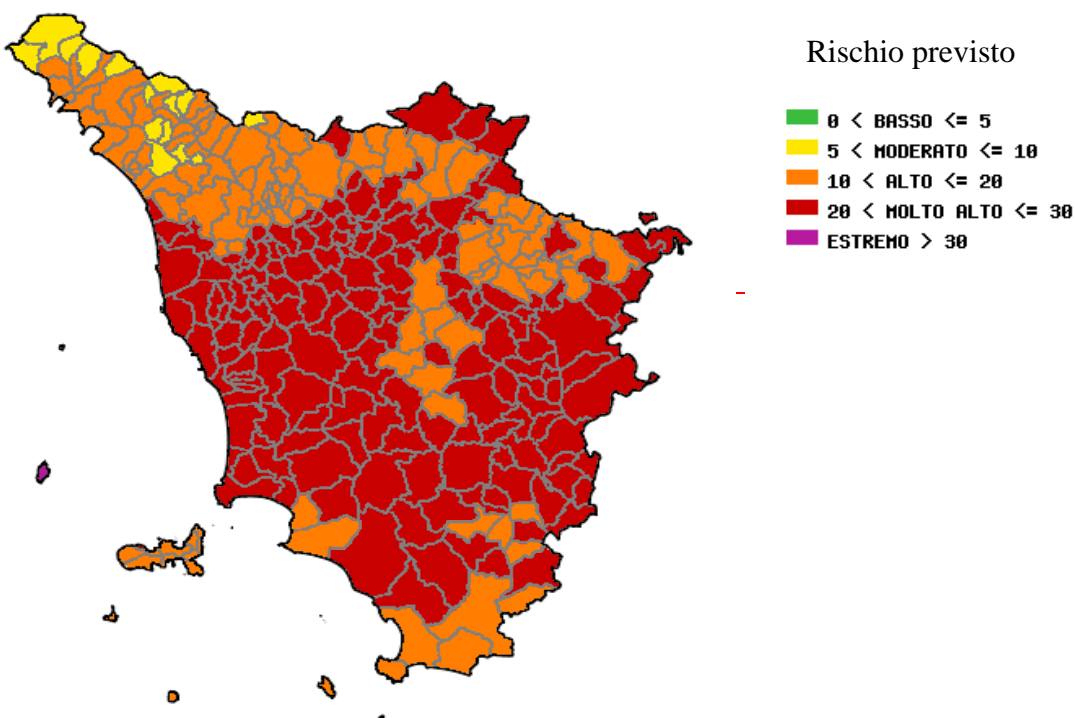 Rischio previsto
0 < BASSO <= 5
5 < MODERATO <= 10
10 < ALTO <= 20
20 < MOLTO ALTO <= 30
ESTREMO > 30